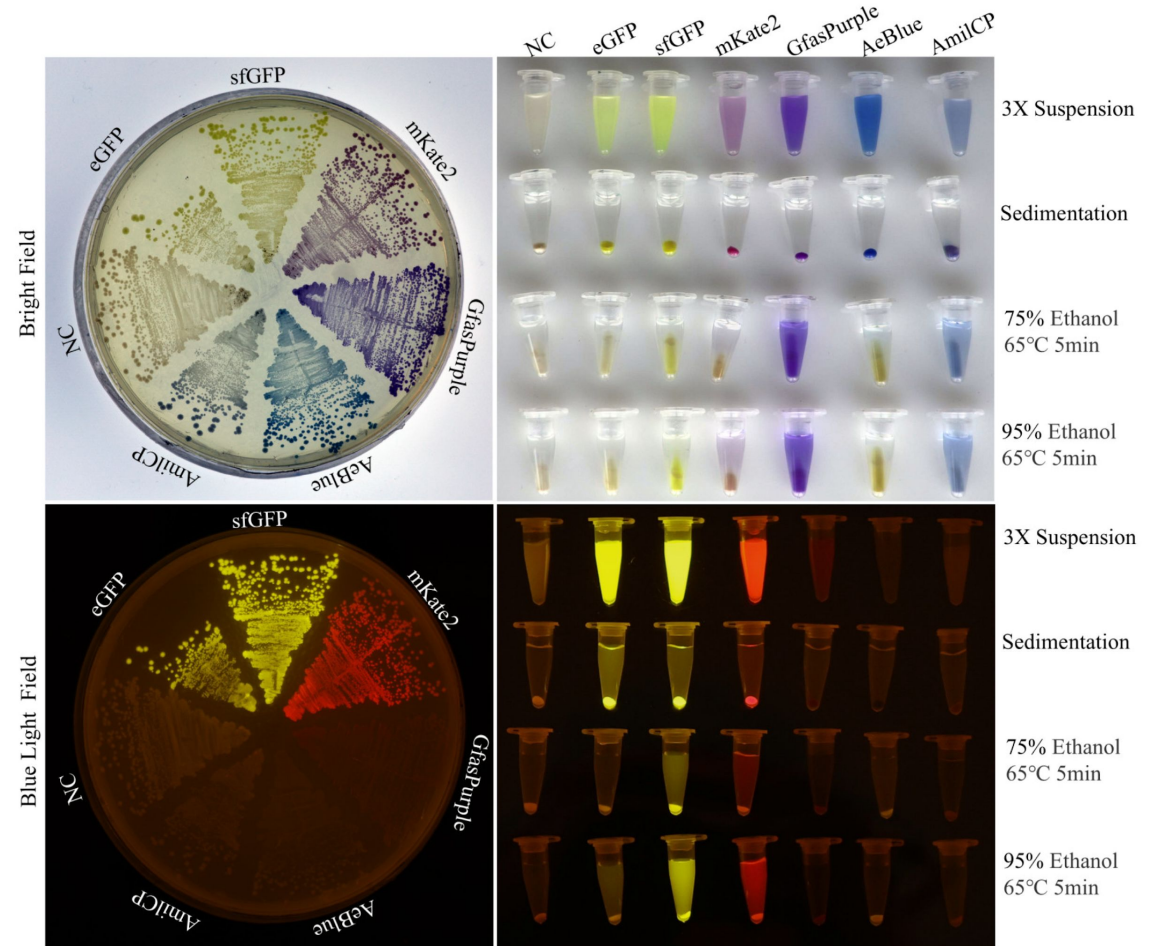 NC
eGFP
sfGFP
mKate2
GfasPurple
AeBlue
AmilCP
Bright Field
sfGFP
eGFP
mKate2
NC
GfasPurple
AmilCP
AeBlue
3X Suspension
Sedimentation
75% Ethanol
65℃ 5min
95% Ethanol
65℃ 5min
Blue Light Field
sfGFP
eGFP
mKate2
NC
GfasPurple
AmilCP
AeBlue
3X Suspension
Sedimentation
75% Ethanol
65℃ 5min
95% Ethanol
65℃ 5min